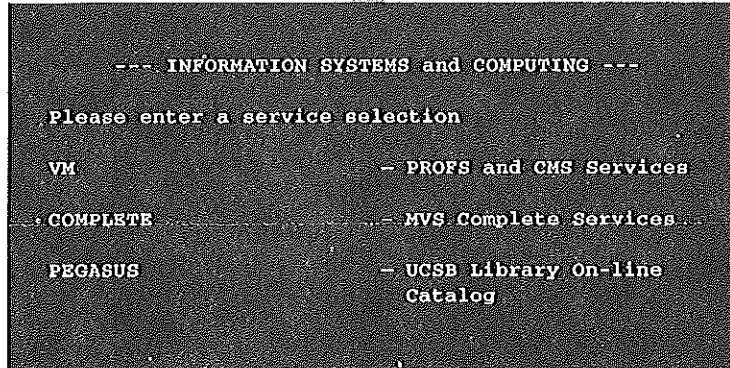 --- INFORMATION SYSTEMS and COMPUTING ---
Please enter a service selection
VM – PROFS and CMS Services
COMPLETE – MVS Complete Services
PEGASUS – UCSB Library On-line
Catalog